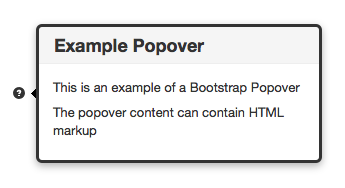 Example Popover
? This is an example of a Bootstrap Popover
The popover content can contain HTML
markup